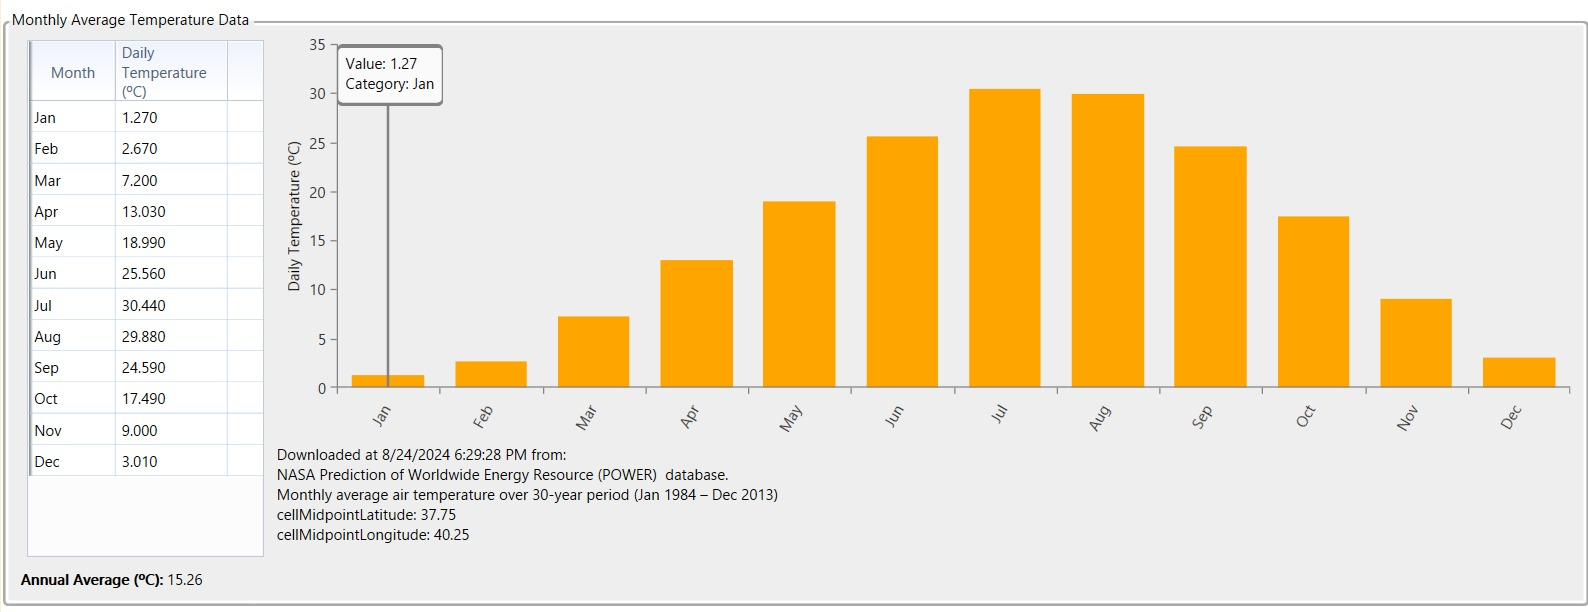 Monthly Average Temperature Data
Month
Daily
Temperature
(ºC)
Jan 1.270
Feb 2.670
Mar 7.200
Apr 13.030
May 18.990
Jun 25.560
Jul 30.440
Aug 29.880
Sep 24.590
Oct 17.490
Nov 9.000
Dec 3.010
Daily Temperature (ºC)
35
30
25
20
15
10
5
0
Value: 1.27
Category: Jan
Jan Feb Mar Apr May Jun Jul Aug Sep Oct Nov Dec
Downloaded at 8/24/2024 6:29:28 PM from:
NASA Prediction of Worldwide Energy Resource (POWER)  database.
Monthly average air temperature over 30-year period (Jan 1984 – Dec 2013)
cellMidpointLatitude: 37.75
cellMidpointLongitude: 40.25
Annual Average (ºC): 15.26